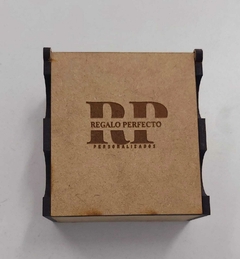 RP
REGALO PERFECTO
PERSONALIZADOS